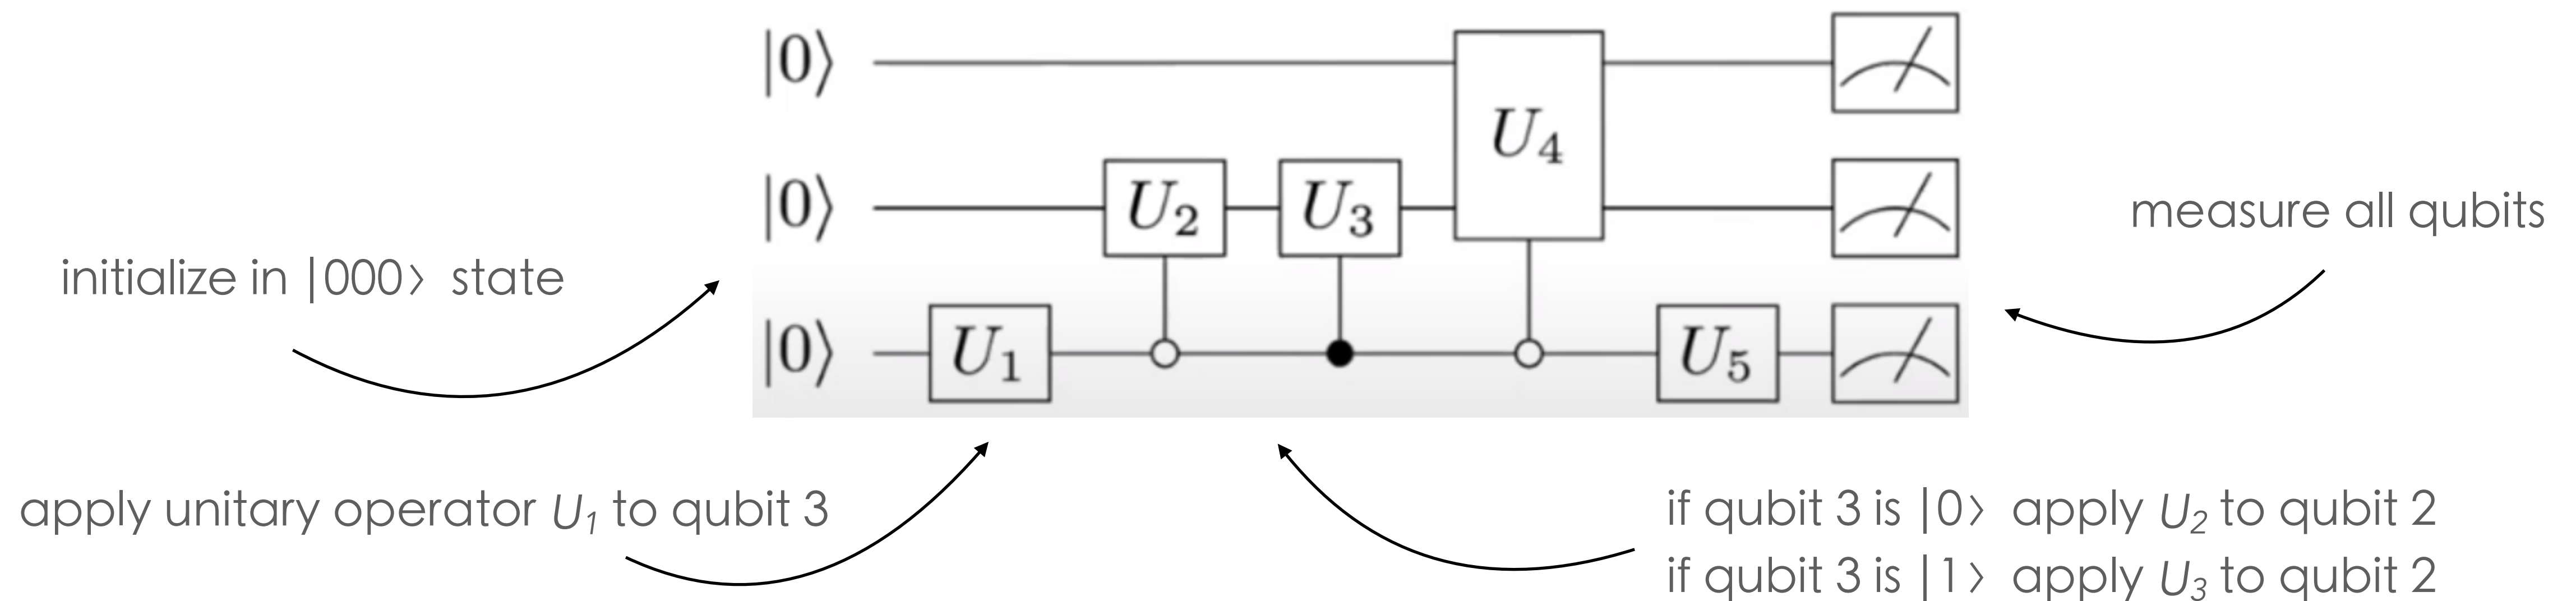 |0⟩
|0⟩
|0⟩
U₁
U₂
U₃
U₄
U₅
initialize in |000⟩ state
measure all qubits
apply unitary operator U₁ to qubit 3
if qubit 3 is |0⟩ apply U₂ to qubit 2
if qubit 3 is |1⟩ apply U₃ to qubit 2